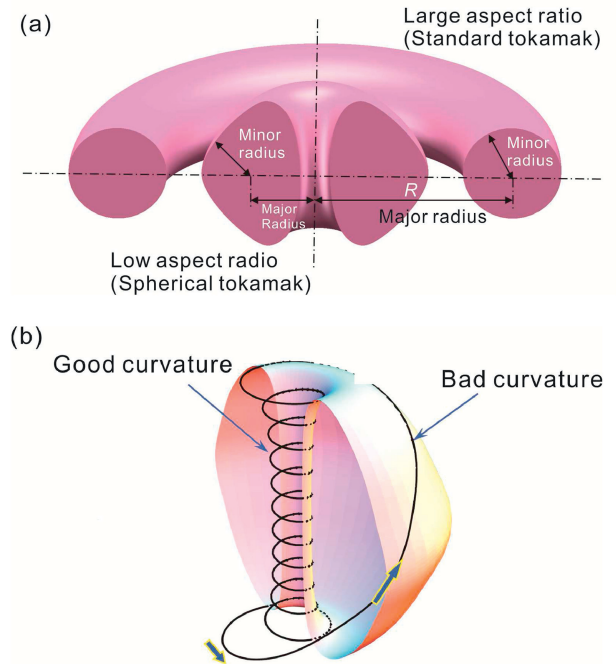 (a)
Large aspect ratio
(Standard tokamak)
Minor
radius
Minor
radius
R
Major
Radius
Major radius
Low aspect radio
(Spherical tokamak)
(b)
Good curvature
Bad curvature